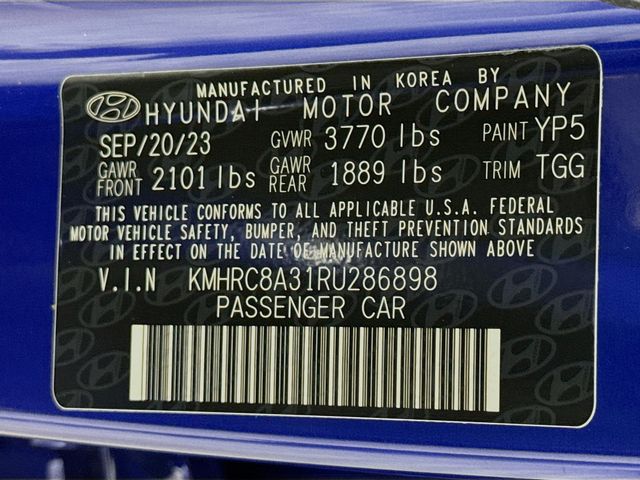 MANUFACTURED IN KOREA BY
HYUNDAI MOTOR COMPANY
SEP/20/23 GVWR 3770 lbs PAINT YP5
GAWR FRONT 2101 lbs GAWR REAR 1889 lbs TRIM TGG
THIS VEHICLE CONFORMS TO ALL APPLICABLE U.S.A. FEDERAL
MOTOR VEHICLE SAFETY, BUMPER, AND THEFT PREVENTION STANDARDS
IN EFFECT ON THE DATE OF MANUFACTURE SHOWN ABOVE
V.I.N KMHRC8A31RU286898
PASSENGER CAR